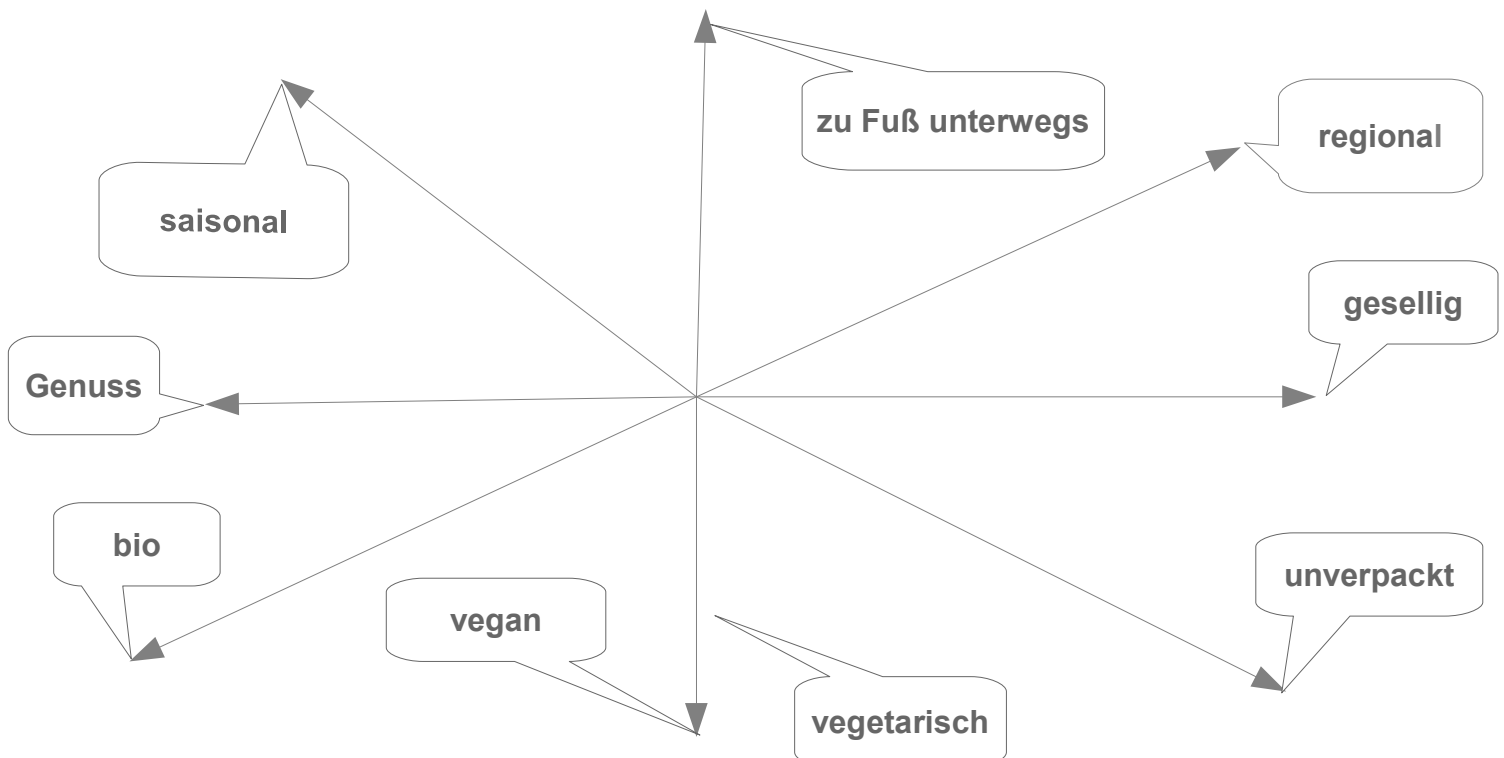 zu Fuß unterwegs
regional
saisonal
gesellig
Genuss
bio
unverpackt
vegan
vegetarisch